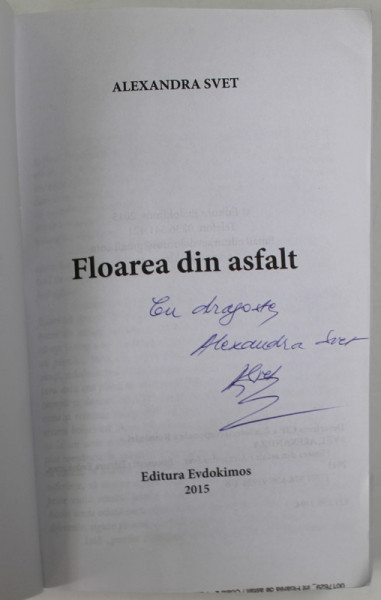 ALEXANDRA SVET
Floarea din asfalt
Cu dragoste,
Alexandra Svet
Editura Evdokimos
2015